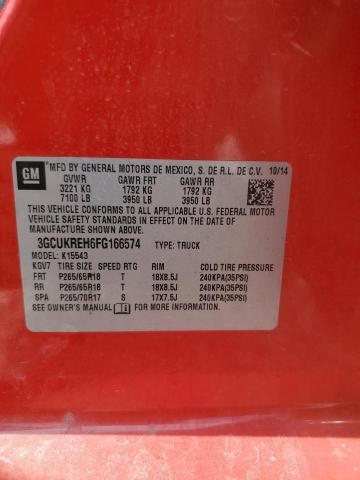 GM
MFD BY GENERAL MOTORS DE MEXICO, S. DE R.L. DE C.V. 10/14
GVWR GAWR FRT GAWR RR
3221 KG 1792 KG 1792 KG
7100 LB 3950 LB 3950 LB
THIS VEHICLE CONFORMS TO ALL APPLICABLE U.S. FEDERAL MOTOR
VEHICLE SAFETY STANDARDS IN EFFECT ON THE DATE OF
MANUFACTURE SHOWN ABOVE.
3GCUKREH6FG166574 TYPE: TRUCK
MODEL: K15543
KGV7 TIRE SIZE SPEED RTG RIM COLD TIRE PRESSURE
FRT P265/65R18 T 18X8.5J 240KPA(35PSI)
RR P265/65R18 T 18X8.5J 240KPA(35PSI)
SPA P265/70R17 S 17X7.5J 240KPA(35PSI)
SEE OWNER'S MANUAL FOR MORE INFORMATION.